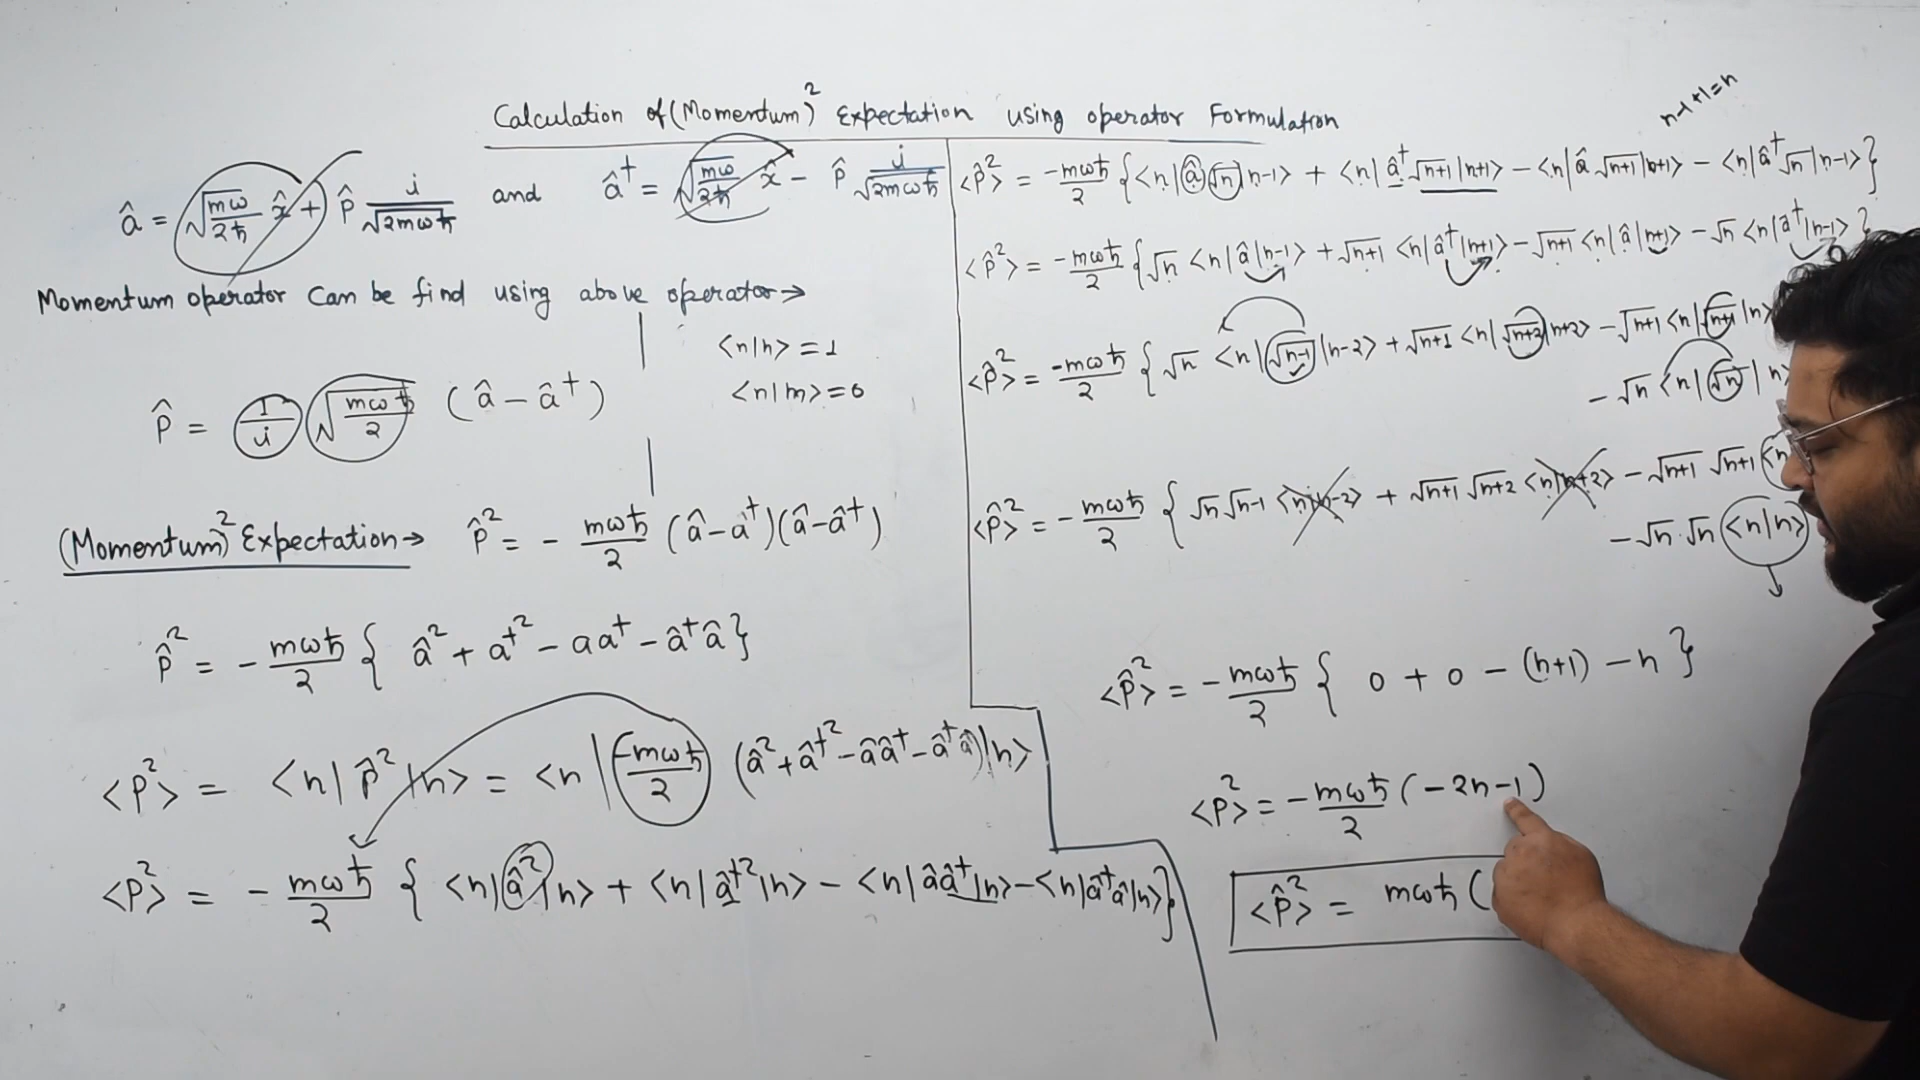 Calculation of (Momentum)² Expectation using operator Formulation
n-1+1=n
â = √(mω/2ħ) x̂ + p̂ i/√(2mωħ) and â† = √(mω/2ħ) x̂ - p̂ i/√(2mωħ)
Momentum operator Can be find using above operator→
<n|n> = 1
<n|m> = 0
p̂ = 1/i √(mωħ/2) (â - â†)
(Momentum)² Expectation→ p̂² = - mωħ/2 (â - a†)(â - â†)
p̂² = - mωħ/2 { â² + a†² - aa† - â†â }
<p²> = <n|p̂²|n> = <n| -mωħ/2 (â² + â†² - ââ† - â†â)|n>
<p²> = - mωħ/2 { <n|â²|n> + <n|â†²|n> - <n|ââ†|n> - <n|â†â|n> }
<p̂²> = -mωħ/2 { <n|â √n|n-1> + <n|â† √n+1|n+1> - <n|â √n+1|n+1> - <n|â† √n|n-1> }
<p̂²> = -mωħ/2 { √n <n|â|n-1> + √n+1 <n|â†|n+1> - √n+1 <n|â|n+1> - √n <n|a†|n-1> }
<p̂²> = -mωħ/2 { √n <n|√n-1|n-2> + √n+1 <n|√n+2|n+2> - √n+1 <n|√n+1|n>
- √n <n|√n|n>
<p̂²> = - mωħ/2 { √n √n-1 <n|n-2> + √n+1 √n+2 <n|n+2> - √n+1 √n+1 <n
- √n · √n <n|n>
<p̂²> = - mωħ/2 { 0 + 0 - (n+1) - n }
<p²> = - mωħ/2 (-2n-1)
<p̂²> = mωħ (